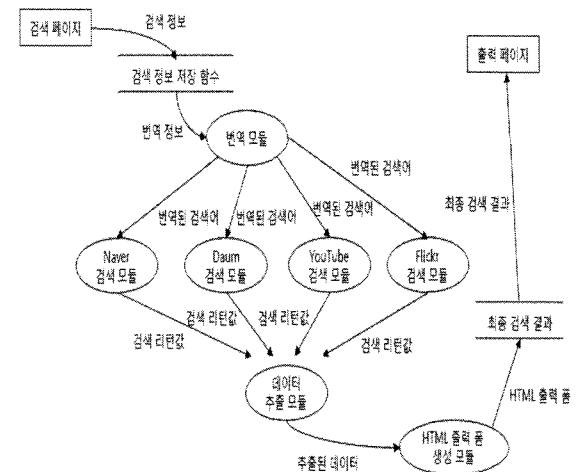 검색 페이지
검색 정보
출력 페이지
검색 정보 저장 함수
번역 정보
번역 모듈
번역된 검색어
번역된 검색어
번역된 검색어
번역된 검색어
최종 검색 결과
Naver
검색 모듈
Daum
검색 모듈
YouTube
검색 모듈
Flickr
검색 모듈
검색 리턴값
검색 리턴값
검색 리턴값
검색 리턴값
최종 검색 결과
데이터
추출 모듈
HTML 출력 폼
HTML 출력 폼
생성 모듈
추출된 데이터